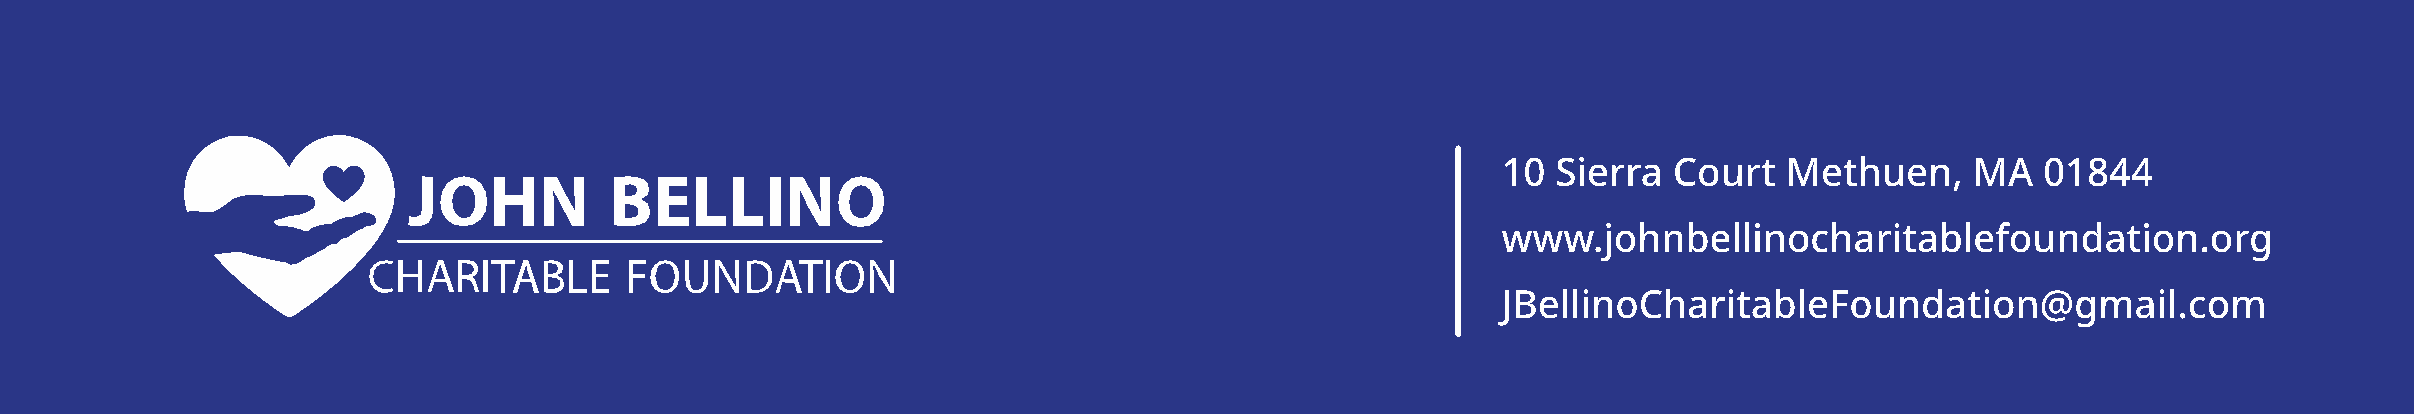 JOHN BELLINO
CHARITABLE FOUNDATION
10 Sierra Court Methuen, MA 01844
www.johnbellinocharitablefoundation.org
JBellinoCharitableFoundation@gmail.com